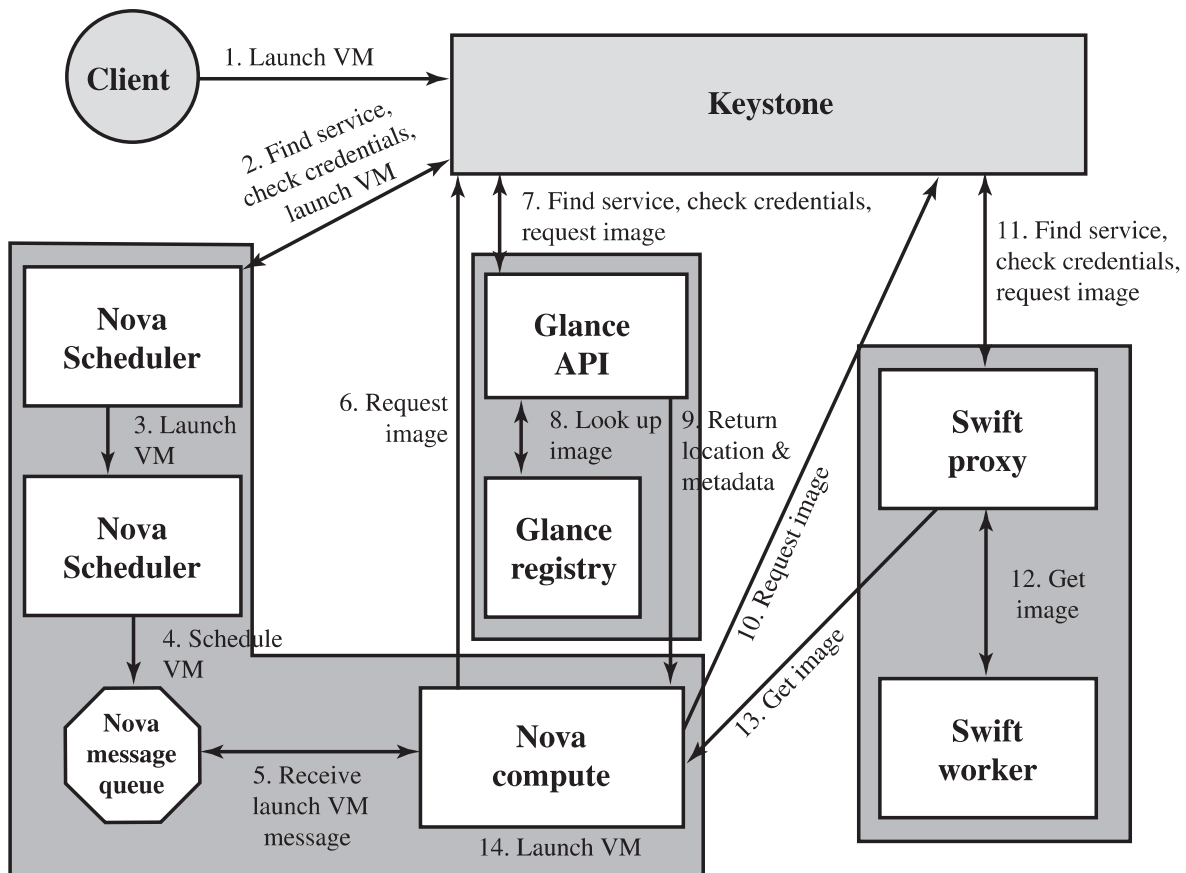 Client
1. Launch VM
Keystone
2. Find service,
check credentials,
launch VM
7. Find service, check credentials,
request image
11. Find service,
check credentials,
request image
Nova
Scheduler
Glance
API
6. Request
image
3. Launch
VM
8. Look up
image
9. Return
location &
metadata
Swift
proxy
Nova
Scheduler
Glance
registry
10. Request image
12. Get
image
4. Schedule
VM
13. Get image
Nova
message
queue
5. Receive
launch VM
message
Nova
compute
14. Launch VM
Swift
worker